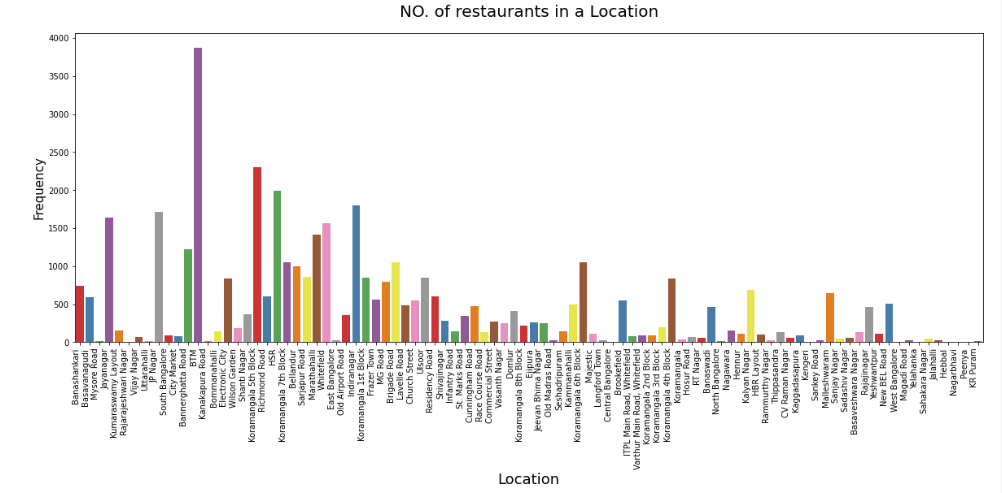 NO. of restaurants in a Location
Frequency
4000
3500
3000
2500
2000
1500
1000
500
0
Banashankari
Basavanagudi
Mysore Road
Jayanagar
Kumaraswamy Layout
Rajarajeshwari Nagar
Vijay Nagar
Uttarahalli
JP Nagar
South Bangalore
City Market
Bannerghatta Road
BTM
Kanakapura Road
Bommanahalli
Electronic City
Wilson Garden
Shanti Nagar
Koramangala 5th Block
Richmond Road
HSR
Koramangala 7th Block
Bellandur
Sarjapur Road
Marathahalli
Whitefield
East Bangalore
Old Airport Road
Indiranagar
Koramangala 1st Block
Frazer Town
MG Road
Brigade Road
Lavelle Road
Church Street
Ulsoor
Residency Road
Shivajinagar
Infantry Road
St. Marks Road
Cunningham Road
Race Course Road
Commercial Street
Vasanth Nagar
Domlur
Koramangala 8th Block
Ejipura
Jeevan Bhima Nagar
Old Madras Road
Seshadripuram
Kammanahalli
Koramangala 6th Block
Majestic
Langford Town
Central Bangalore
Brookefield
ITPL Main Road, Whitefield
Varthur Main Road, Whitefield
Koramangala 2nd Block
Koramangala 3rd Block
Koramangala 4th Block
Koramangala
Hosur Road
RT Nagar
Banaswadi
North Bangalore
Nagawara
Hennur
Kalyan Nagar
HBR Layout
Rammurthy Nagar
Thippasandra
CV Raman Nagar
Kaggadasapura
Kengeri
Sankey Road
Malleshwaram
Sanjay Nagar
Sadashiv Nagar
Basaveshwara Nagar
Rajajinagar
Yeshwantpur
New BEL Road
West Bangalore
Magadi Road
Yelahanka
Sahakara Nagar
Jalahalli
Hebbal
Nagarbhavi
Peenya
KR Puram
Location